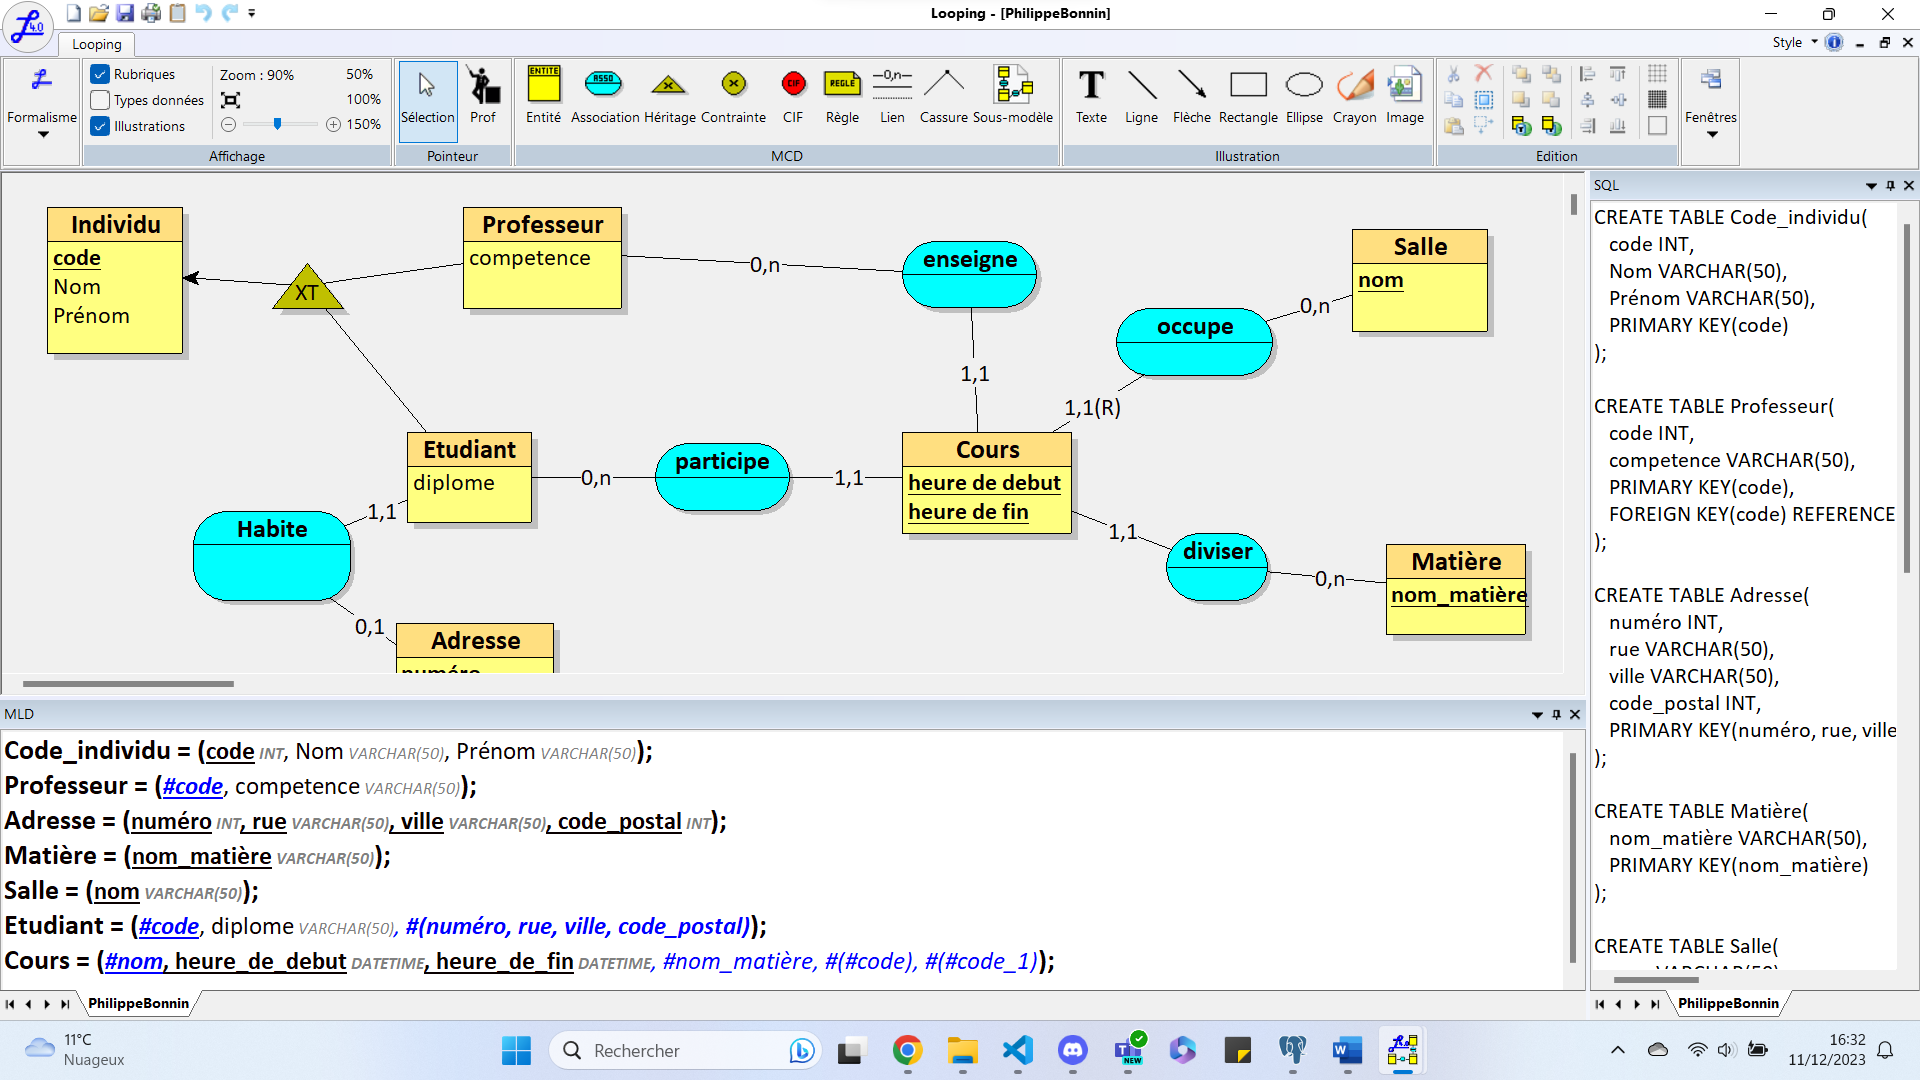 Looping - [PhilippeBonnin]
4.0
Looping
Style
Formalisme
Rubriques
Types données
Illustrations
Zoom : 90%
50%
100%
150%
Affichage
Sélection
Prof
Pointeur
ENTITÉ
Entité
ASSO
Association
Héritage
Contrainte
CIF
CIF
REGLE
Règle
—0,n—
Lien
Cassure
Sous-modèle
MCD
T
Texte
Ligne
Flèche
Rectangle
Ellipse
Crayon
Image
Illustration
Edition
Fenêtres
Individu
code
Nom
Prénom
XT
Professeur
competence
0,n
enseigne
1,1
Salle
nom
0,n
occupe
1,1(R)
Etudiant
diplome
0,n
participe
1,1
Cours
heure de debut
heure de fin
1,1
Habite
0,1
Adresse
numéro
1,1
diviser
0,n
Matière
nom_matière
MLD
Code_individu = (code INT, Nom VARCHAR(50), Prénom VARCHAR(50));
Professeur = (#code, competence VARCHAR(50));
Adresse = (numéro INT, rue VARCHAR(50), ville VARCHAR(50), code_postal INT);
Matière = (nom_matière VARCHAR(50));
Salle = (nom VARCHAR(50));
Etudiant = (#code, diplome VARCHAR(50), #(numéro, rue, ville, code_postal));
Cours = (#nom, heure_de_debut DATETIME, heure_de_fin DATETIME, #nom_matière, #(#code), #(#code_1));
PhilippeBonnin
SQL
CREATE TABLE Code_individu(
code INT,
Nom VARCHAR(50),
Prénom VARCHAR(50),
PRIMARY KEY(code)
);
CREATE TABLE Professeur(
code INT,
competence VARCHAR(50),
PRIMARY KEY(code),
FOREIGN KEY(code) REFERENCE
);
CREATE TABLE Adresse(
numéro INT,
rue VARCHAR(50),
ville VARCHAR(50),
code_postal INT,
PRIMARY KEY(numéro, rue, ville
);
CREATE TABLE Matière(
nom_matière VARCHAR(50),
PRIMARY KEY(nom_matière)
);
CREATE TABLE Salle(
PhilippeBonnin
11°C
Nuageux
Rechercher
NEW
16:32
11/12/2023